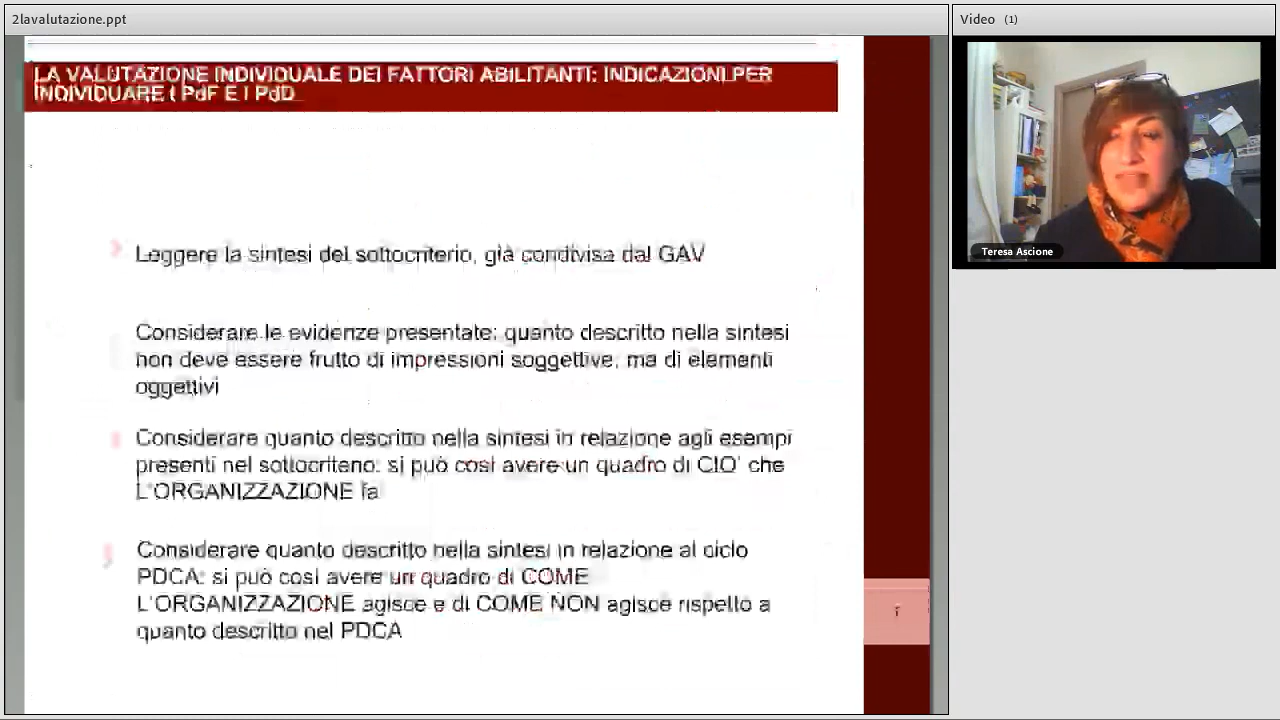 2lavalutazione.ppt
Video (1)
LA VALUTAZIONE INDIVIDUALE DEI FATTORI ABILITANTI: INDICAZIONI PER
INDIVIDUARE I PdF E I PdD
Leggere la sintesi del sottocriterio, già condivisa dal GAV
Considerare le evidenze presentate: quanto descritto nella sintesi
non deve essere frutto di impressioni soggettive, ma di elementi
oggettivi
Considerare quanto descritto nella sintesi in relazione agli esempi
presenti nel sottocriterio: si può così avere un quadro di CIO' che
L'ORGANIZZAZIONE fa
Considerare quanto descritto nella sintesi in relazione al ciclo
PDCA: si può così avere un quadro di COME
L'ORGANIZZAZIONE agisce e di COME NON agisce rispetto a
quanto descritto nel PDCA
Teresa Ascione